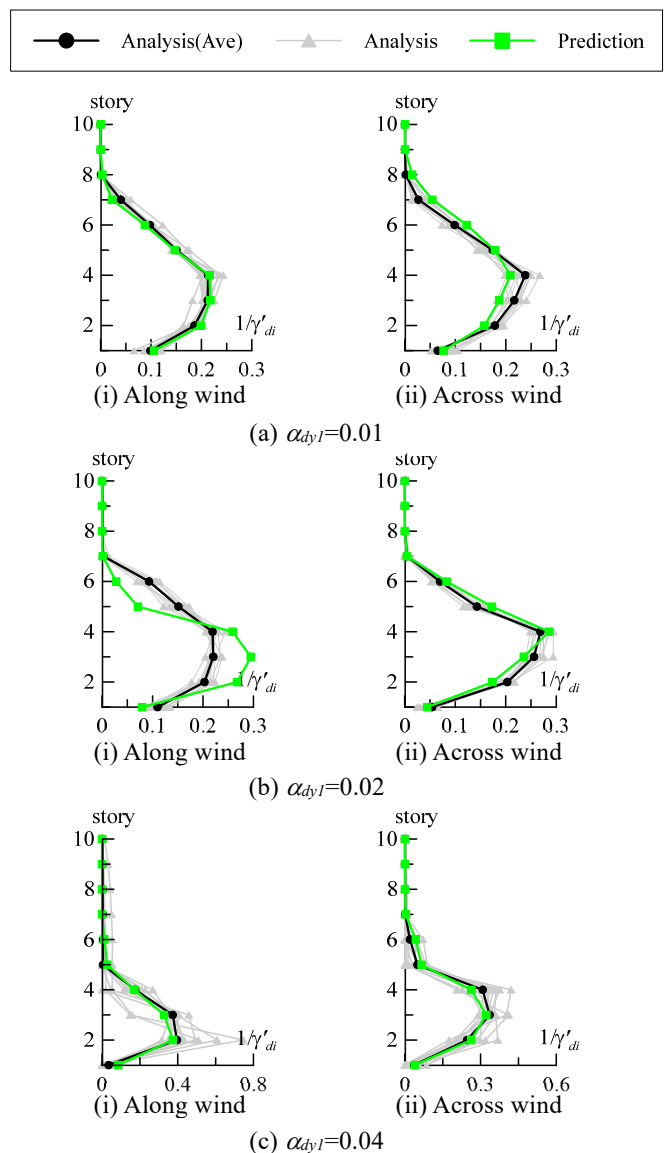 Analysis(Ave) Analysis Prediction
story story
10 10
8 8
6 6
4 4
2 1/γ′di 2 1/γ′di
0 0.1 0.2 0.3 0 0.1 0.2 0.3
(i) Along wind (ii) Across wind
(a) αdy1=0.01
story story
10 10
8 8
6 6
4 4
2 1/γ′di 2 1/γ′di
0 0.1 0.2 0.3 0 0.1 0.2 0.3
(i) Along wind (ii) Across wind
(b) αdy1=0.02
story story
10 10
8 8
6 6
4 4
2 1/γ′di 2 1/γ′di
0 0.4 0.8 0 0.3 0.6
(i) Along wind (ii) Across wind
(c) αdy1=0.04